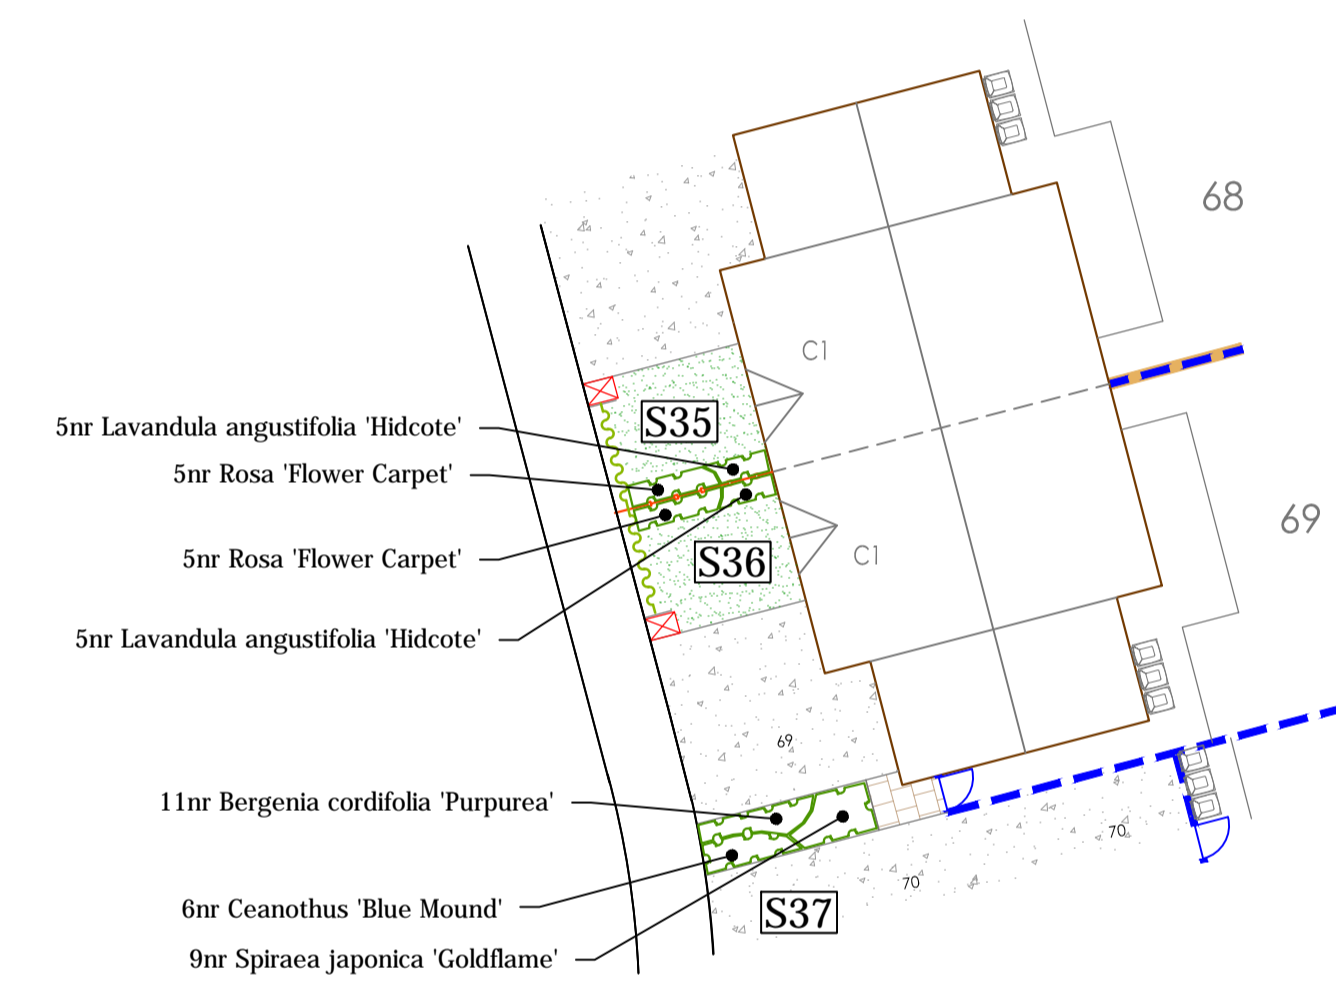 68
C1
S35
5nr Lavandula angustifolia 'Hidcote'
5nr Rosa 'Flower Carpet'
69
5nr Rosa 'Flower Carpet'
S36
C1
5nr Lavandula angustifolia 'Hidcote'
69
11nr Bergenia cordifolia 'Purpurea'
70
70
6nr Ceanothus 'Blue Mound'
S37
9nr Spiraea japonica 'Goldflame'